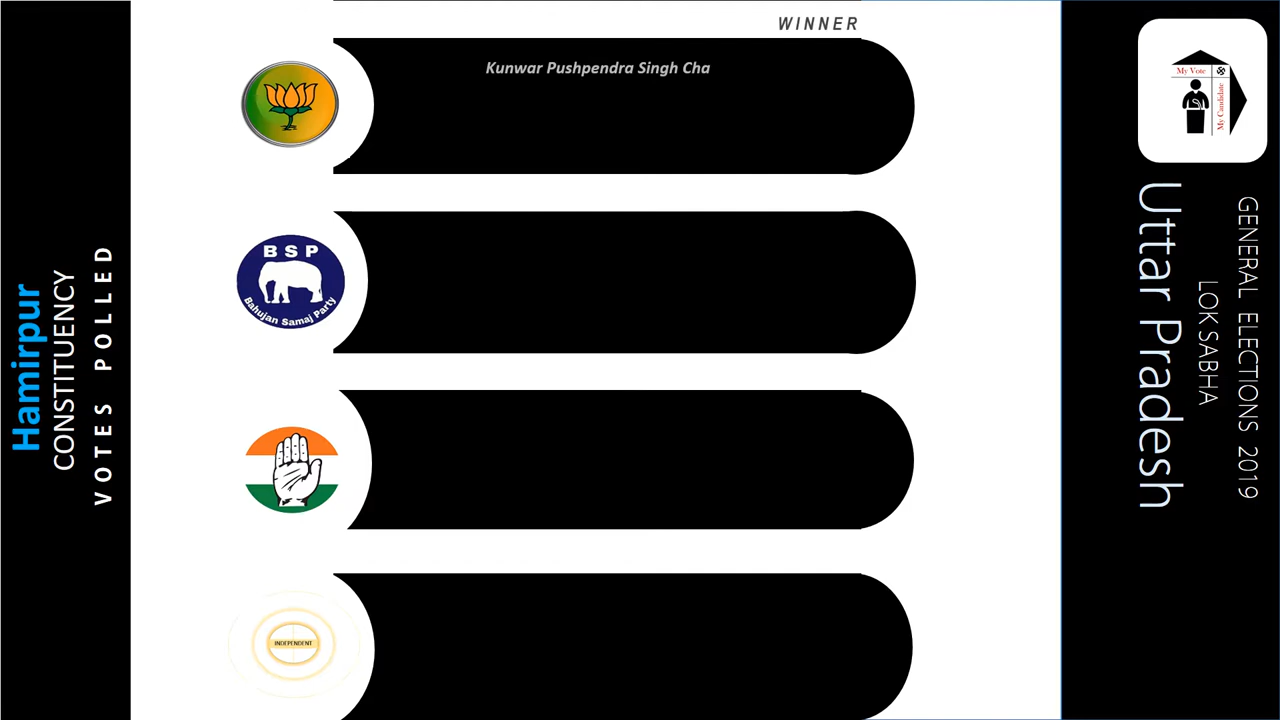 Hamirpur
CONSTITUENCY
VOTES POLLED
WINNER
Kunwar Pushpendra Singh Cha
BSP
Bahujan Samaj Party
INDEPENDENT
My Vote
My Candidate
GENERAL ELECTIONS 2019
LOK SABHA
Uttar Pradesh